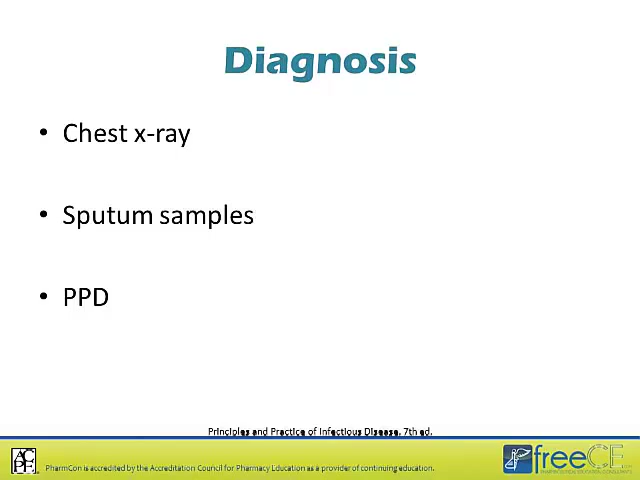 Diagnosis
• Chest x-ray
• Sputum samples
• PPD
Principles and Practice of Infectious Disease, 7th ed.
ACPE
PharmCon is accredited by the Accreditation Council for Pharmacy Education as a provider of continuing education.
freeCE